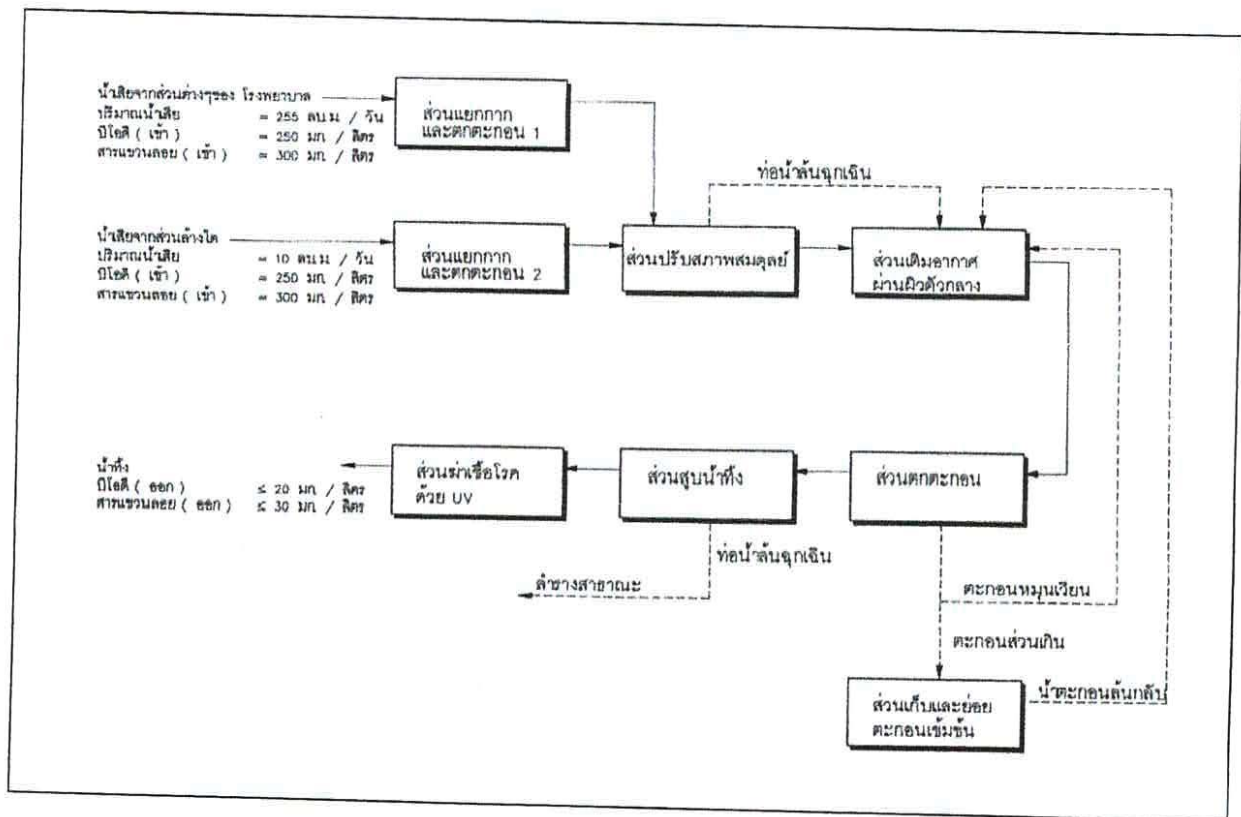 น้ำเสียจากส่วนต่างๆของ โรงพยาบาล
ปริมาณน้ำเสีย = 255 ลบ.ม. / วัน
บีโอดี ( เข้า ) = 250 มก. / ลิตร
สารแขวนลอย ( เข้า ) = 300 มก. / ลิตร
ส่วนแยกกาก
และตกตะกอน 1
ท่อน้ำล้นฉุกเฉิน
น้ำเสียจากส่วนล้างไต
ปริมาณน้ำเสีย = 10 ลบ.ม. / วัน
บีโอดี ( เข้า ) = 250 มก. / ลิตร
สารแขวนลอย ( เข้า ) = 300 มก. / ลิตร
ส่วนแยกกาก
และตกตะกอน 2
ส่วนปรับสภาพสมดุลย์
ส่วนเติมอากาศ
ผ่านผิวตัวกลาง
น้ำทิ้ง
บีโอดี ( ออก ) ≤ 20 มก. / ลิตร
สารแขวนลอย ( ออก ) ≤ 30 มก. / ลิตร
ส่วนฆ่าเชื้อโรค
ด้วย UV
ส่วนสูบน้ำทิ้ง
ส่วนตกตะกอน
ท่อน้ำล้นฉุกเฉิน
ลำรางสาธาณะ
ตะกอนหมุนเวียน
ตะกอนส่วนเกิน
น้ำตะกอนล้นกลับ
ส่วนเก็บและย่อย
ตะกอนเข้มข้น